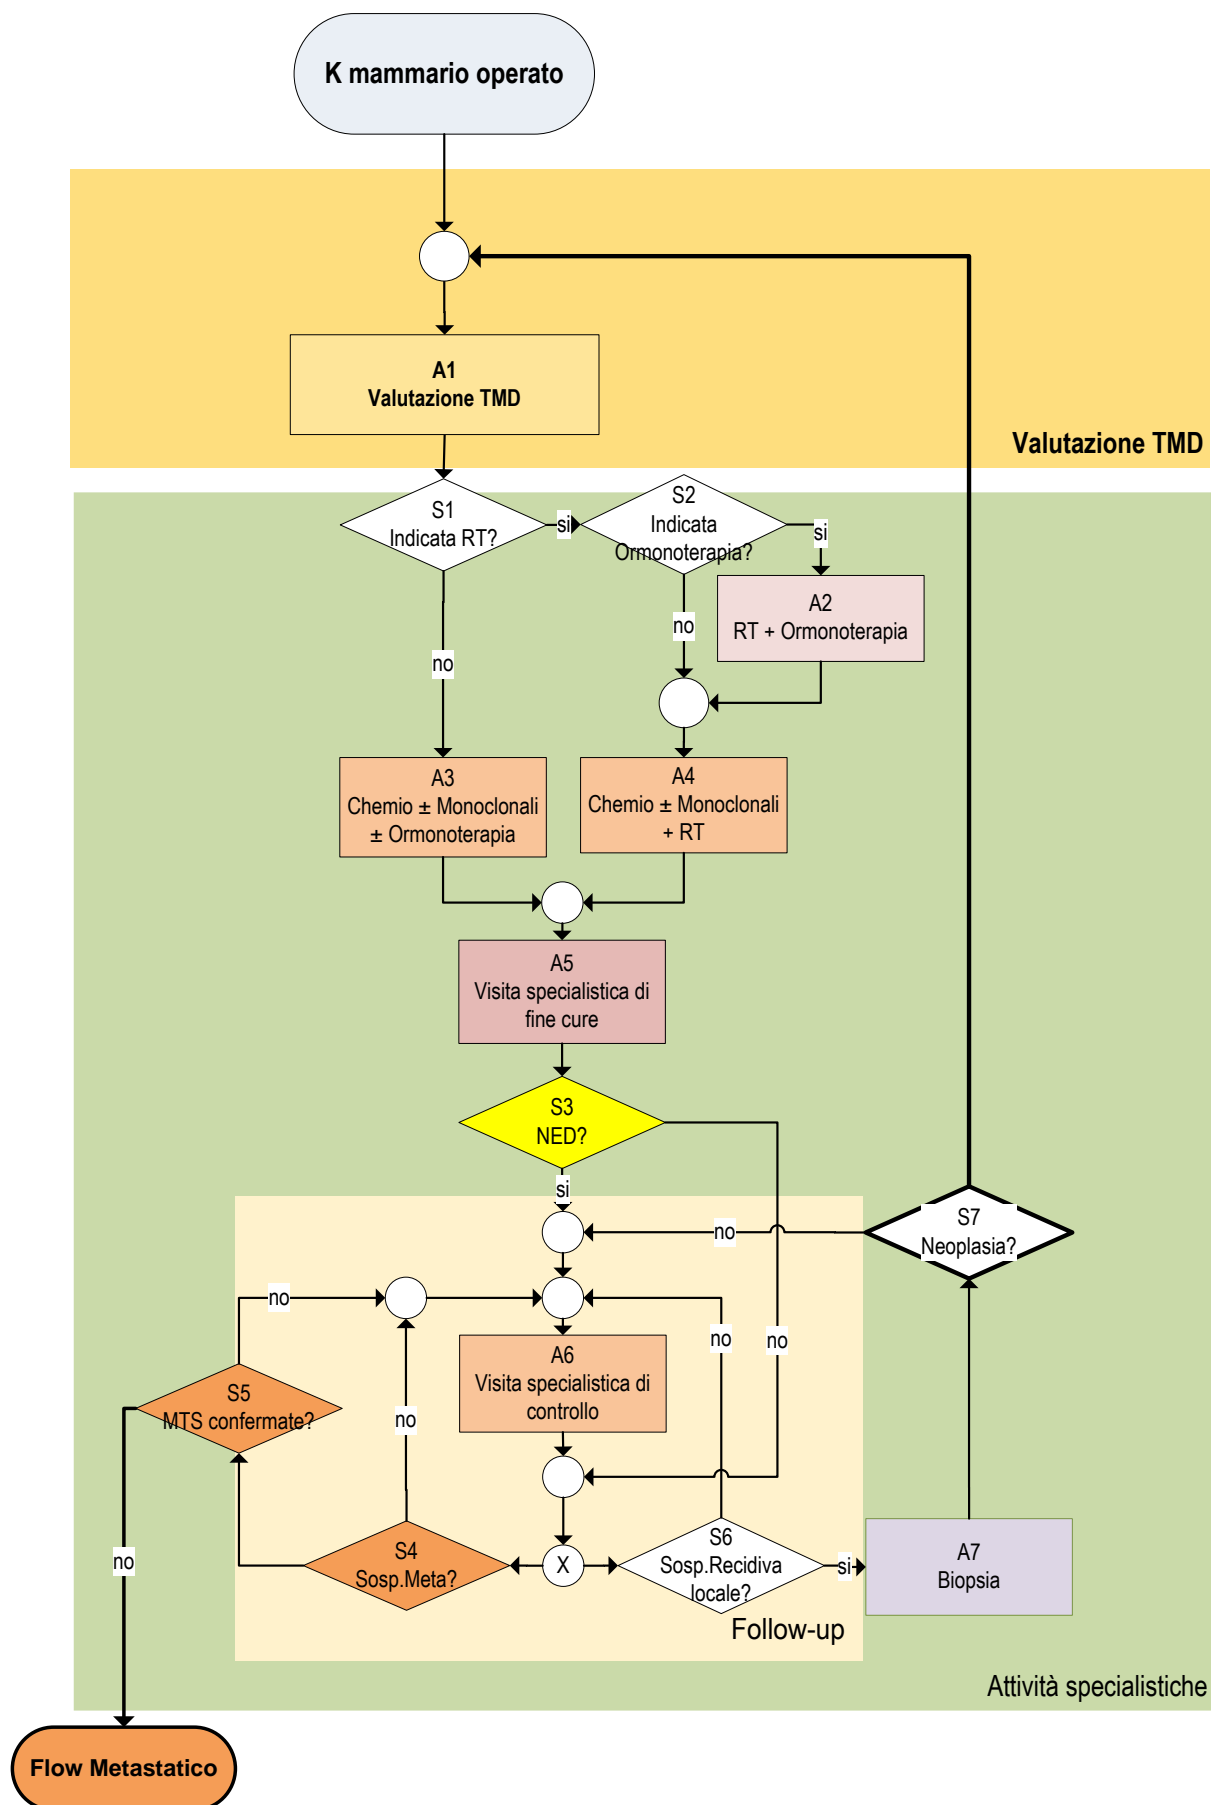 K mammario operato
A1
Valutazione TMD
Valutazione TMD
S1
Indicata RT?
si
S2
Indicata
Ormonoterapia?
si
A2
RT + Ormonoterapia
no
no
A3
Chemio ± Monoclonali
± Ormonoterapia
A4
Chemio ± Monoclonali
+ RT
A5
Visita specialistica di
fine cure
S3
NED?
si
no
S7
Neoplasia?
no
no
no
A6
Visita specialistica di
controllo
S5
MTS confermate?
no
no
S4
Sosp.Meta?
X
S6
Sosp.Recidiva
locale?
si
A7
Biopsia
Follow-up
Attività specialistiche
Flow Metastatico